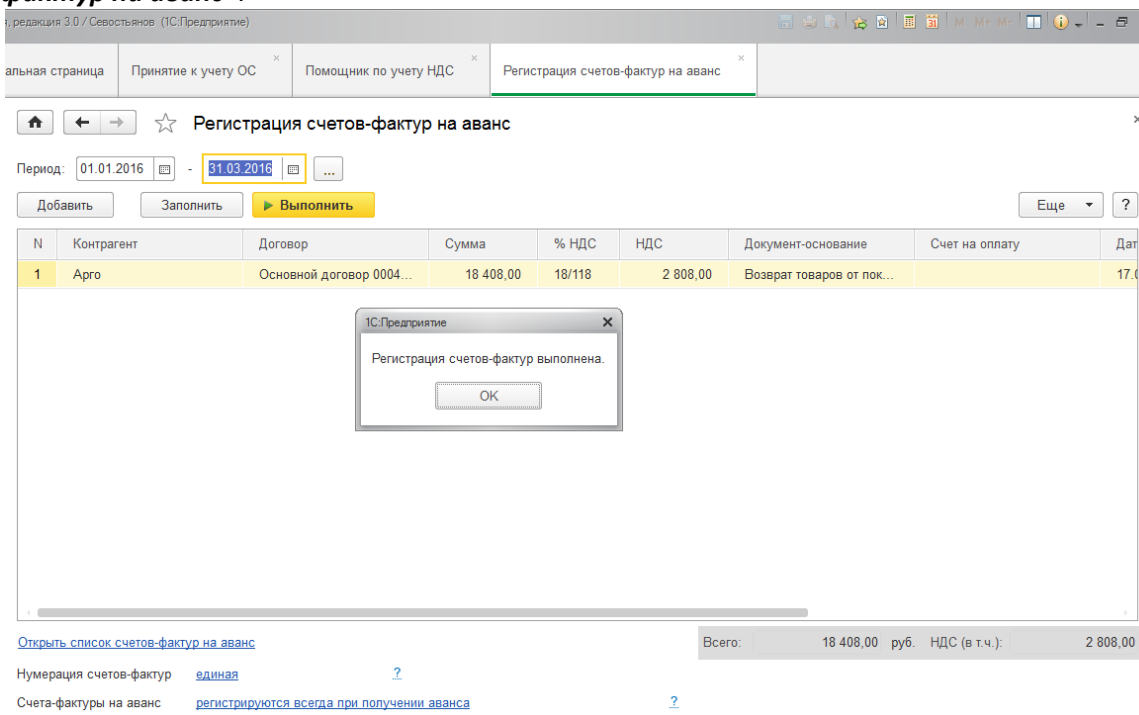 фактур на аванс".
я, редакция 3.0 / Севостьянов (1С:Предприятие) M M+ M-
альная страница Принятие к учету ОС Помощник по учету НДС Регистрация счетов-фактур на аванс
Регистрация счетов-фактур на аванс
Период: 01.01.2016 - 31.03.2016 ...
Добавить Заполнить Выполнить Еще ?
N Контрагент Договор Сумма % НДС НДС Документ-основание Счет на оплату Дат
1 Арго Основной договор 0004... 18 408,00 18/118 2 808,00 Возврат товаров от пок... 17.0
1С:Предприятие
Регистрация счетов-фактур выполнена.
OK
Открыть список счетов-фактур на аванс Всего: 18 408,00 руб. НДС (в т.ч.): 2 808,00
Нумерация счетов-фактур единая ?
Счета-фактуры на аванс регистрируются всегда при получении аванса ?